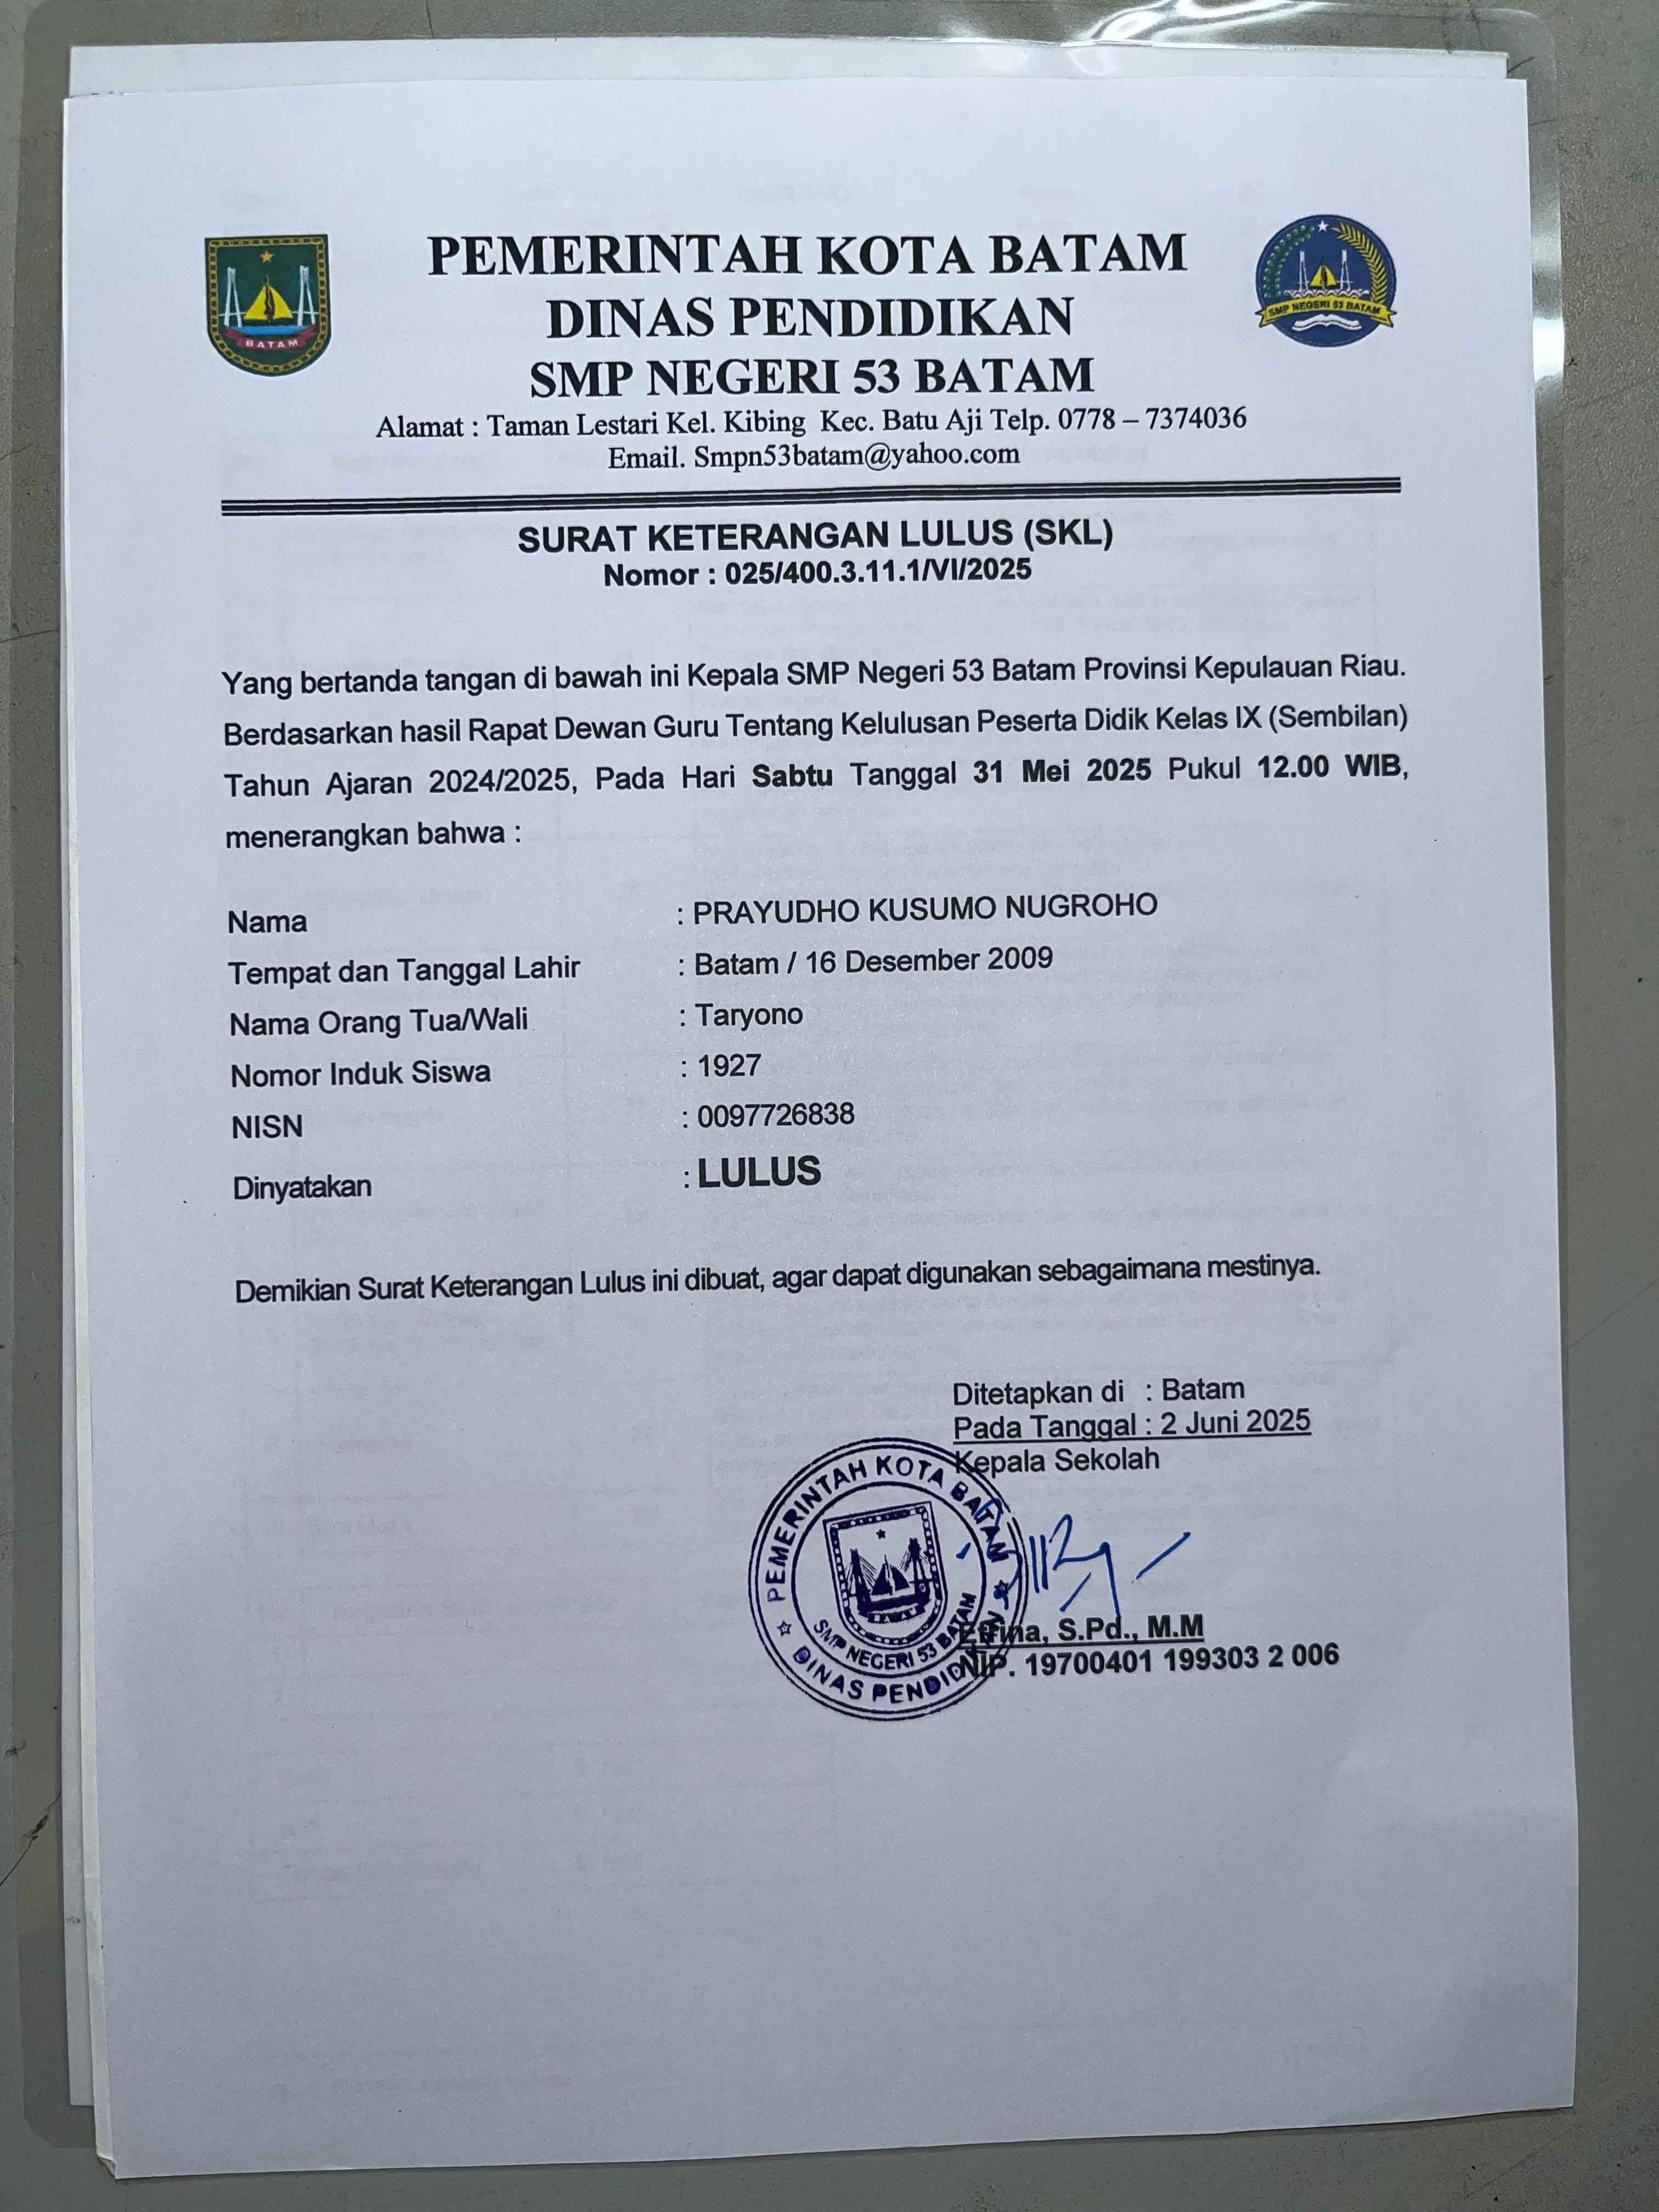 PEMERINTAH KOTA BATAM
DINAS PENDIDIKAN
SMP NEGERI 53 BATAM
Alamat : Taman Lestari Kel. Kibing Kec. Batu Aji Telp. 0778 – 7374036
Email. Smpn53batam@yahoo.com
BATAM
SMP NEGERI 53 BATAM
SURAT KETERANGAN LULUS (SKL)
Nomor : 025/400.3.11.1/VI/2025
Yang bertanda tangan di bawah ini Kepala SMP Negeri 53 Batam Provinsi Kepulauan Riau.
Berdasarkan hasil Rapat Dewan Guru Tentang Kelulusan Peserta Didik Kelas IX (Sembilan)
Tahun Ajaran 2024/2025, Pada Hari Sabtu Tanggal 31 Mei 2025 Pukul 12.00 WIB,
menerangkan bahwa :
Nama : PRAYUDHO KUSUMO NUGROHO
Tempat dan Tanggal Lahir : Batam / 16 Desember 2009
Nama Orang Tua/Wali : Taryono
Nomor Induk Siswa : 1927
NISN : 0097726838
Dinyatakan : LULUS
Demikian Surat Keterangan Lulus ini dibuat, agar dapat digunakan sebagaimana mestinya.
Ditetapkan di : Batam
Pada Tanggal : 2 Juni 2025
Kepala Sekolah
PEMERINTAH KOTA BATAM
SMP NEGERI 53 BATAM
DINAS PENDIDIKAN
S.Pd., M.M
NIP. 19700401 199303 2 006